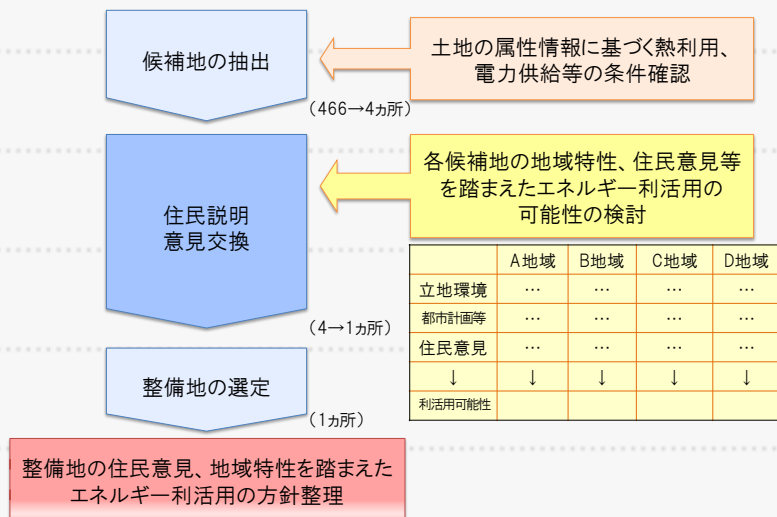 候補地の抽出
土地の属性情報に基づく熱利用、
電力供給等の条件確認
(466→4ヵ所)
住民説明
意見交換
各候補地の地域特性、住民意見等
を踏まえたエネルギー利活用の
可能性の検討
A地域 B地域 C地域 D地域
立地環境 … … … …
都市計画等 … … … …
住民意見 … … … …
↓ ↓ ↓ ↓ ↓
利活用可能性
(4→1ヵ所)
整備地の選定
(1ヵ所)
整備地の住民意見、地域特性を踏まえた
エネルギー利活用の方針整理